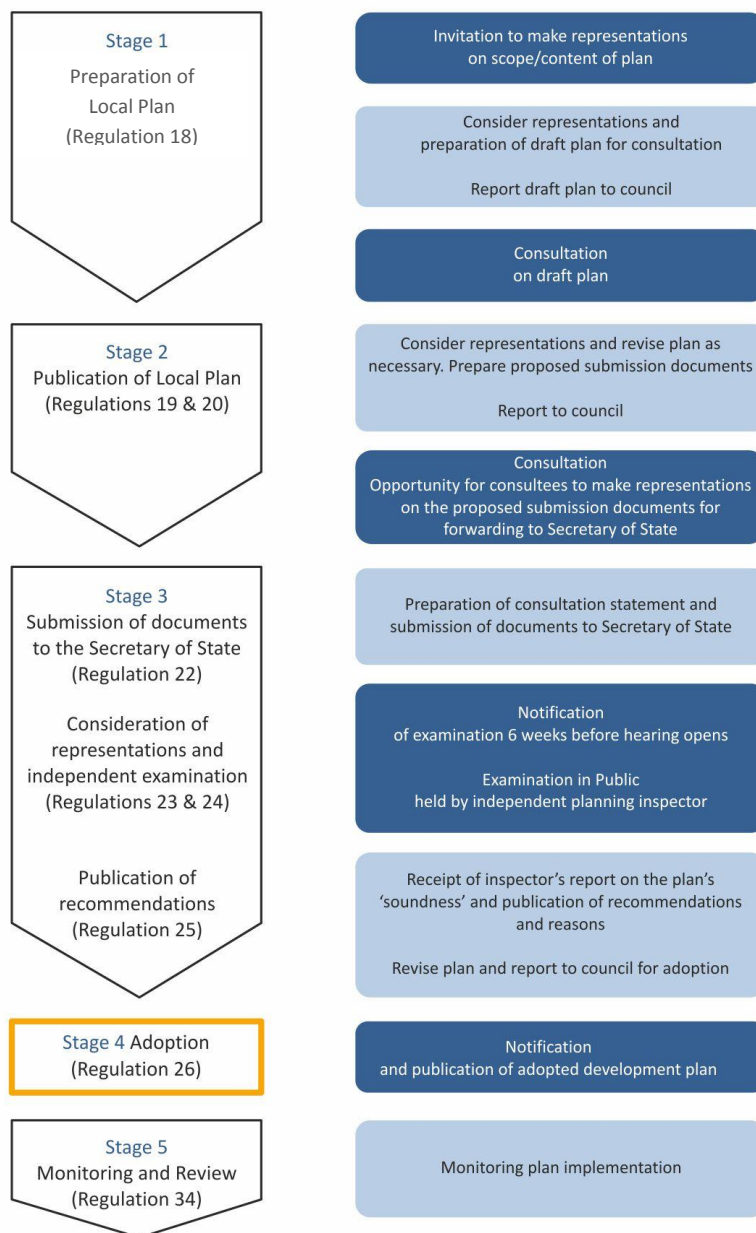 Stage 1
Preparation of
Local Plan
(Regulation 18)
Invitation to make representations
on scope/content of plan
Consider representations and
preparation of draft plan for consultation
Report draft plan to council
Consultation
on draft plan
Stage 2
Publication of Local Plan
(Regulations 19 & 20)
Consider representations and revise plan as
necessary. Prepare proposed submission documents
Report to council
Consultation
Opportunity for consultees to make representations
on the proposed submission documents for
forwarding to Secretary of State
Stage 3
Submission of documents
to the Secretary of State
(Regulation 22)
Consideration of
representations and
independent examination
(Regulations 23 & 24)
Publication of
recommendations
(Regulation 25)
Preparation of consultation statement and
submission of documents to Secretary of State
Notification
of examination 6 weeks before hearing opens
Examination in Public
held by independent planning inspector
Receipt of inspector’s report on the plan’s
‘soundness’ and publication of recommendations
and reasons
Revise plan and report to council for adoption
Stage 4 Adoption
(Regulation 26)
Notification
and publication of adopted development plan
Stage 5
Monitoring and Review
(Regulation 34)
Monitoring plan implementation